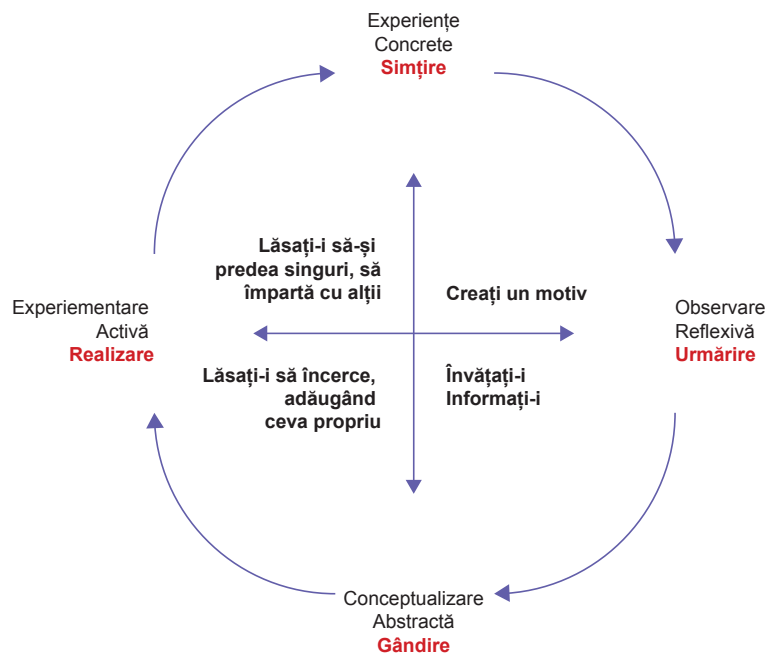 Experiențe
Concrete
Simțire
Lăsați-i să-și
predea singuri, să
împartă cu alții
Creați un motiv
Experiementare
Activă
Realizare
Observare
Reflexivă
Urmărire
Lăsați-i să încerce,
adăugând
ceva propriu
Învățați-i
Informați-i
Conceptualizare
Abstractă
Gândire